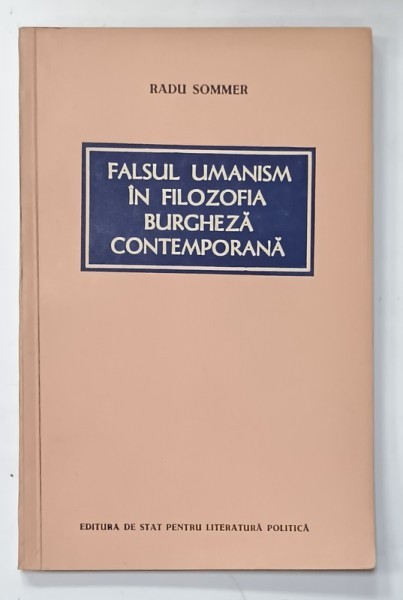 RADU SOMMER
FALSUL UMANISM
ÎN FILOZOFIA
BURGHEZĂ
CONTEMPORANĂ
EDITURA DE STAT PENTRU LITERATURĂ POLITICĂ